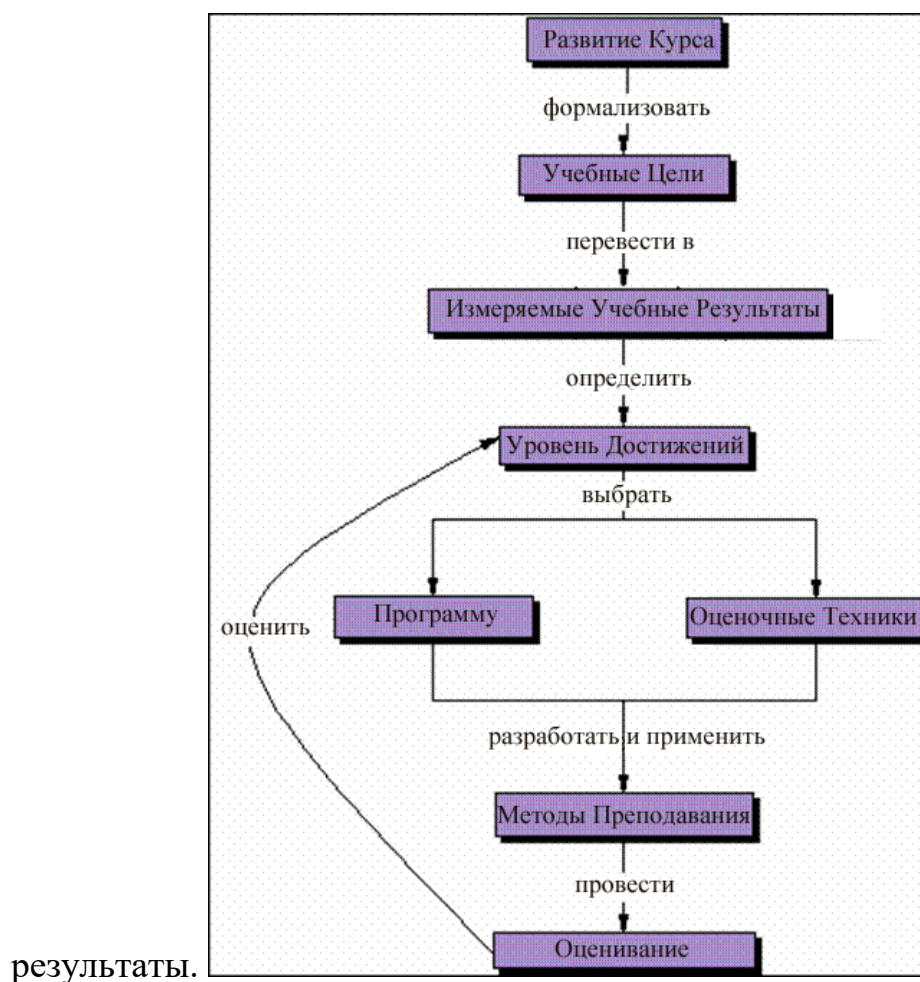 Развитие Курса
формализовать
Учебные Цели
перевести в
Измеряемые Учебные Результаты
определить
Уровень Достижений
выбрать
Программу
Оценочные Техники
оценить
разработать и применить
Методы Преподавания
провести
Оценивание
результаты.